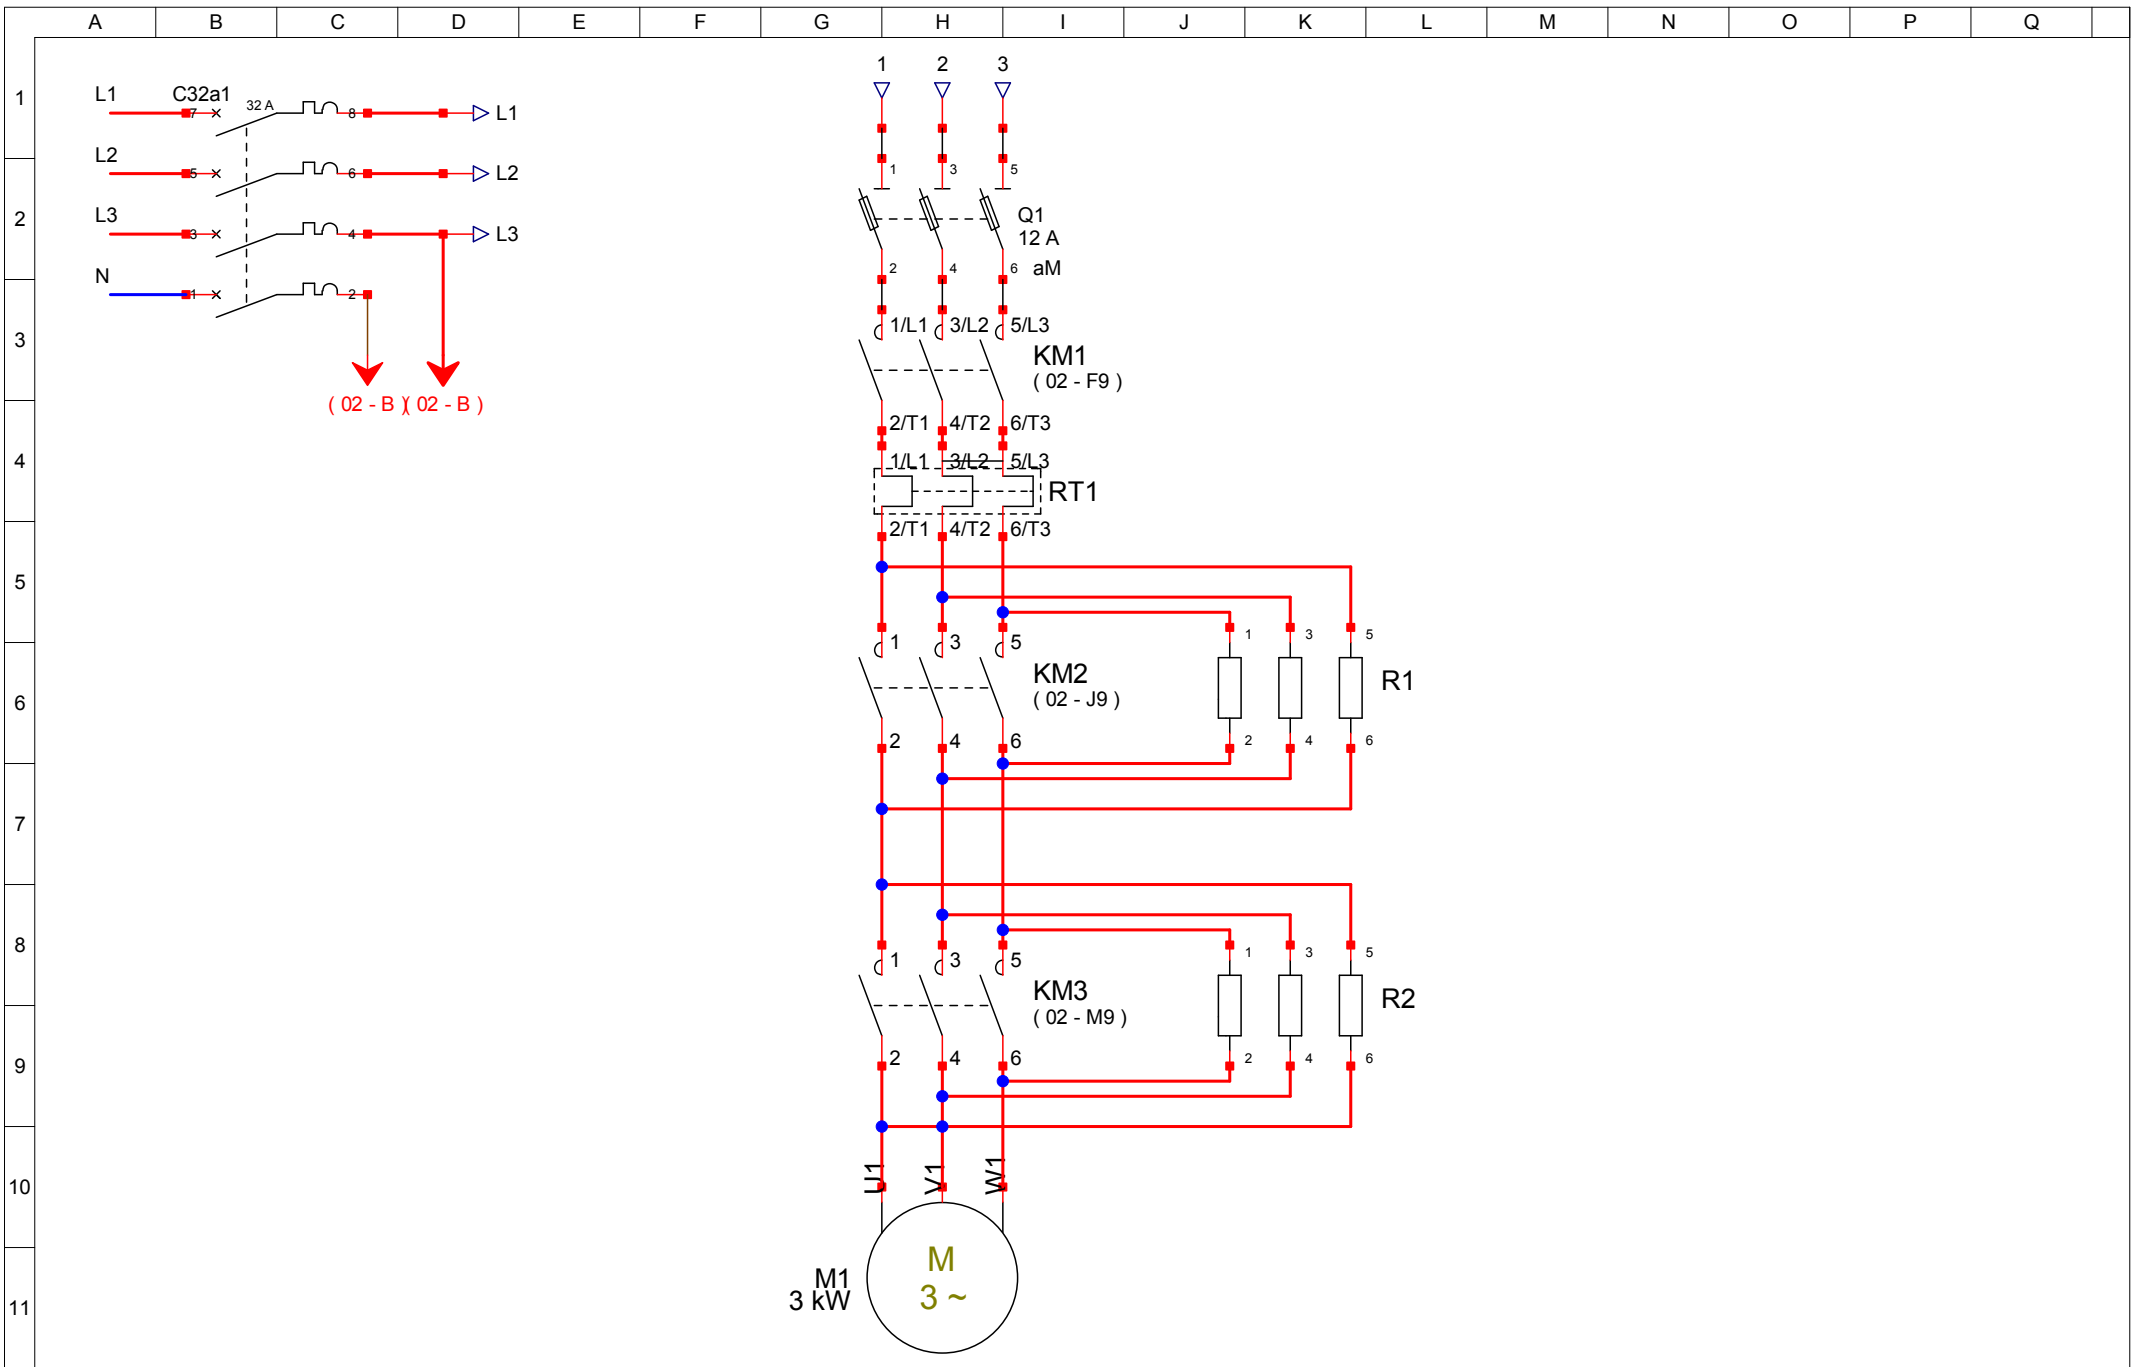 A B C D E F G H I J K L M N O P Q
1
2
3
4
5
6
7
8
9
10
11
L1 C32a1
7 32 A 8 L1
L2
5 6 L2
L3
3 4 L3
N
1 2
( 02 - B ) ( 02 - B )
1 2 3
1 3 5
Q1
12 A
2 4 6 aM
1/L1 3/L2 5/L3
KM1
( 02 - F9 )
2/T1 4/T2 6/T3
1/L1 3/L2 5/L3
RT1
2/T1 4/T2 6/T3
1 3 5 1 3 5
KM2 R1
( 02 - J9 )
2 4 6 2 4 6
1 3 5 1 3 5
KM3 R2
( 02 - M9 )
2 4 6 2 4 6
U1 V1 W1
M
3 ~
M1
3 kW